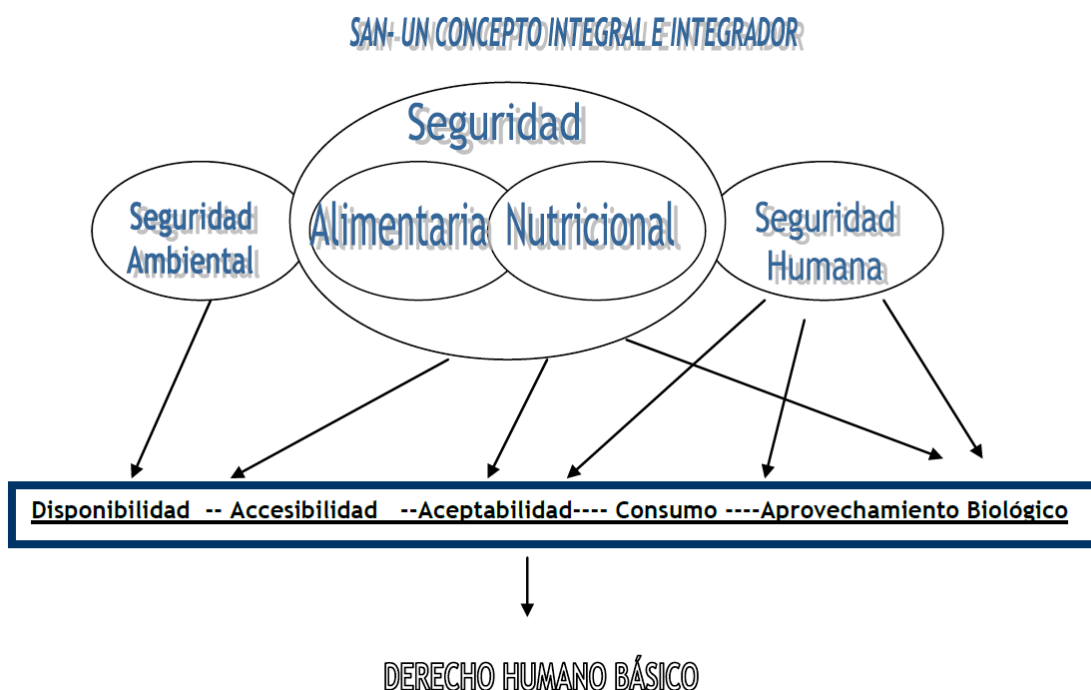 SAN- UN CONCEPTO INTEGRAL E INTEGRADOR
Seguridad
Seguridad
Ambiental
Alimentaria
Nutricional
Seguridad
Humana
Disponibilidad -- Accesibilidad --Aceptabilidad---- Consumo ----Aprovechamiento Biológico
DERECHO HUMANO BÁSICO